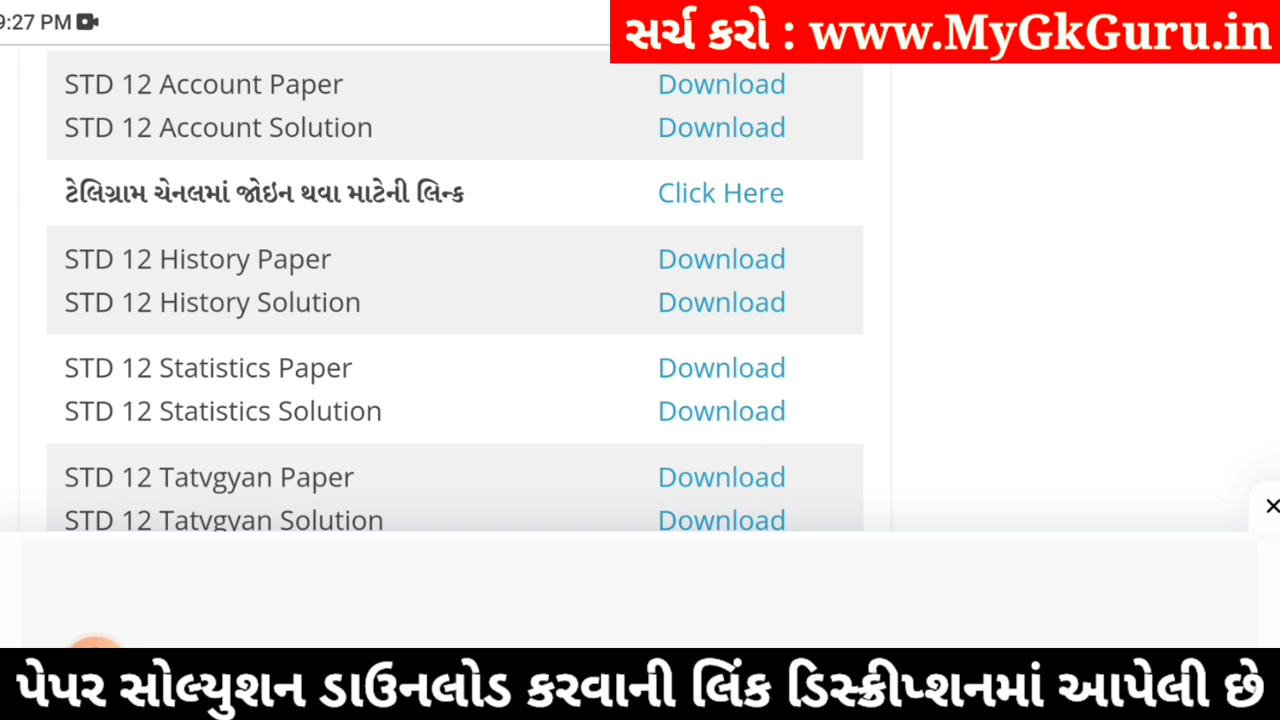 9:27 PM
સર્ચ કરો : www.MyGkGuru.in
STD 12 Account Paper Download
STD 12 Account Solution Download
ટેલિગ્રામ ચેનલમાં જોઇન થવા માટેની લિન્ક Click Here
STD 12 History Paper Download
STD 12 History Solution Download
STD 12 Statistics Paper Download
STD 12 Statistics Solution Download
STD 12 Tatvgyan Paper Download
STD 12 Tatvgyan Solution Download
પેપર સોલ્યુશન ડાઉનલોડ કરવાની લિંક ડિસ્ક્રીપ્શનમાં આપેલી છે